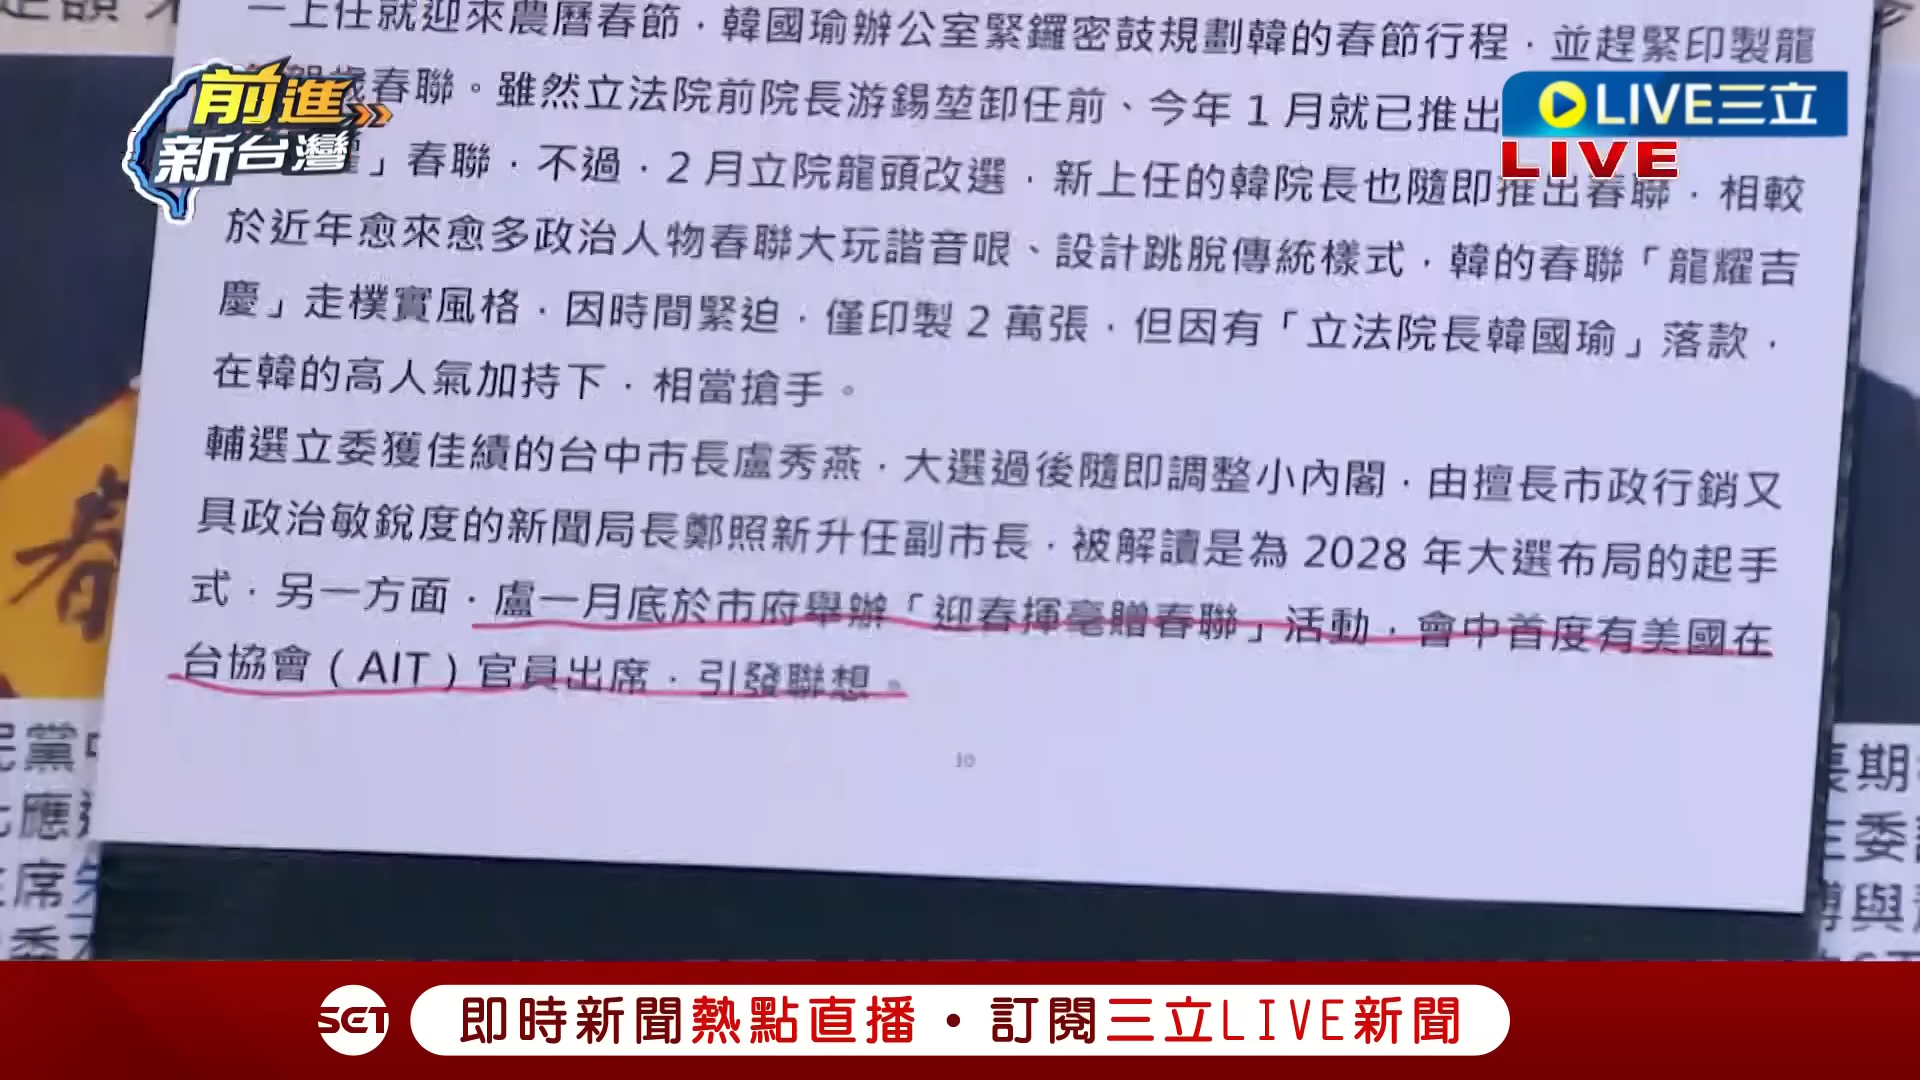 一上任就迎來農曆春節，韓國瑜辦公室緊鑼密鼓規劃韓的春節行程，並趕緊印製龍
春聯。雖然立法院前院長游錫堃卸任前、今年1月就已推出
」春聯，不過，2月立院龍頭改選，新上任的韓院長也隨即推出春聯，相較
於近年愈來愈多政治人物春聯大玩諧音哏、設計跳脫傳統樣式，韓的春聯「龍耀吉
慶」走樸實風格，因時間緊迫，僅印製2萬張，但因有「立法院長韓國瑜」落款，
在韓的高人氣加持下，相當搶手。
輔選立委獲佳績的台中市長盧秀燕，大選過後隨即調整小內閣，由擅長市政行銷又
具政治敏銳度的新聞局長鄭照新升任副市長，被解讀是為2028年大選布局的起手
式，另一方面，盧一月底於市府舉辦「迎春揮毫贈春聯」活動，會中首度有美國在
台協會（AIT）官員出席，引發聯想。
10
前進
新台灣
LIVE三立
LIVE
春
民黨
應
席
長期
委
與
SET
即時新聞熱點直播・訂閱三立LIVE新聞